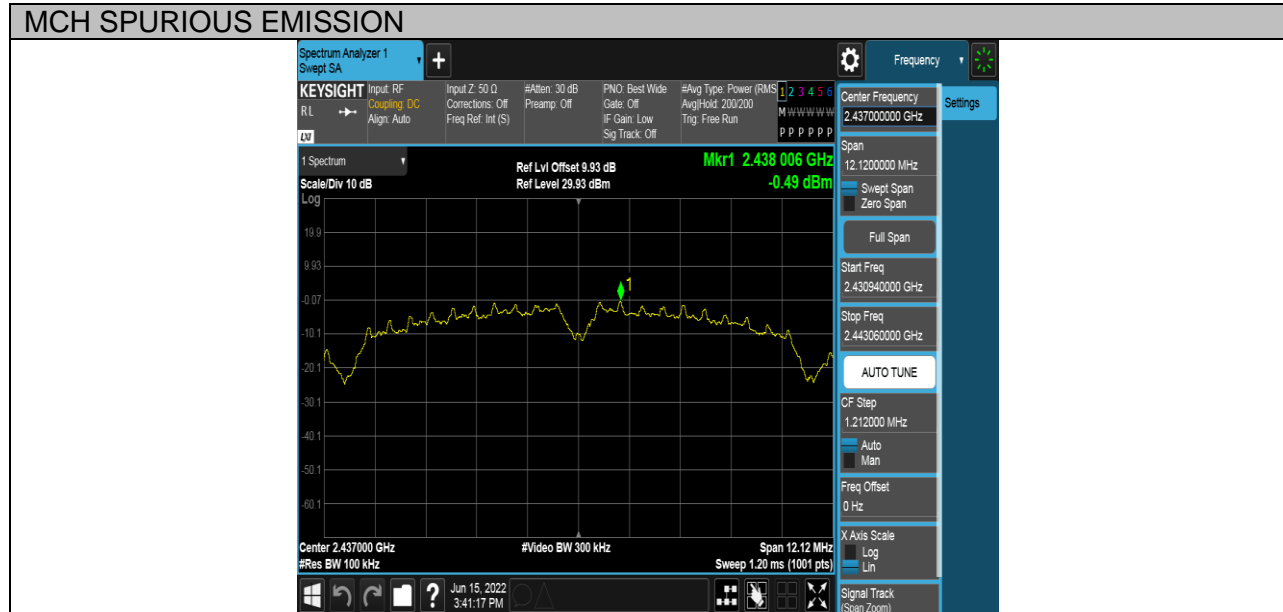 MCH SPURIOUS EMISSION
Spectrum Analyzer 1
Swept SA
+
Frequency
KEYSIGHT
RL
LXI
Input: RF
Coupling: DC
Align: Auto
Input Z: 50 Ω
Corrections: Off
Freq Ref: Int (S)
#Atten: 30 dB
Preamp: Off
PNO: Best Wide
Gate: Off
IF Gain: Low
Sig Track: Off
#Avg Type: Power (RMS
Avg|Hold: 200/200
Trig: Free Run
1 2 3 4 5 6
M W W W W W
P P P P P P
Center Frequency
2.437000000 GHz
Settings
1 Spectrum
Scale/Div 10 dB
Ref Lvl Offset 9.93 dB
Ref Level 29.93 dBm
Mkr1 2.438 006 GHz
-0.49 dBm
Log
19.9
9.93
-0.07
-10.1
-20.1
-30.1
-40.1
-50.1
-60.1
1
Center 2.437000 GHz
#Res BW 100 kHz
#Video BW 300 kHz
Span 12.12 MHz
Sweep 1.20 ms (1001 pts)
Span
12.1200000 MHz
Swept Span
Zero Span
Full Span
Start Freq
2.430940000 GHz
Stop Freq
2.443060000 GHz
AUTO TUNE
CF Step
1.212000 MHz
Auto
Man
Freq Offset
0 Hz
X Axis Scale
Log
Lin
Signal Track
(Span Zoom)
?
Jun 15, 2022
3:41:17 PM